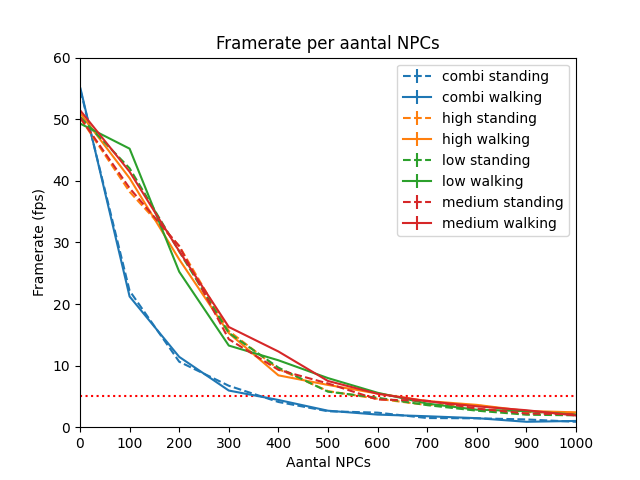 Framerate per aantal NPCs
Framerate (fps)
60
50
40
30
20
10
0
combi standing
combi walking
high standing
high walking
low standing
low walking
medium standing
medium walking
0 100 200 300 400 500 600 700 800 900 1000
Aantal NPCs